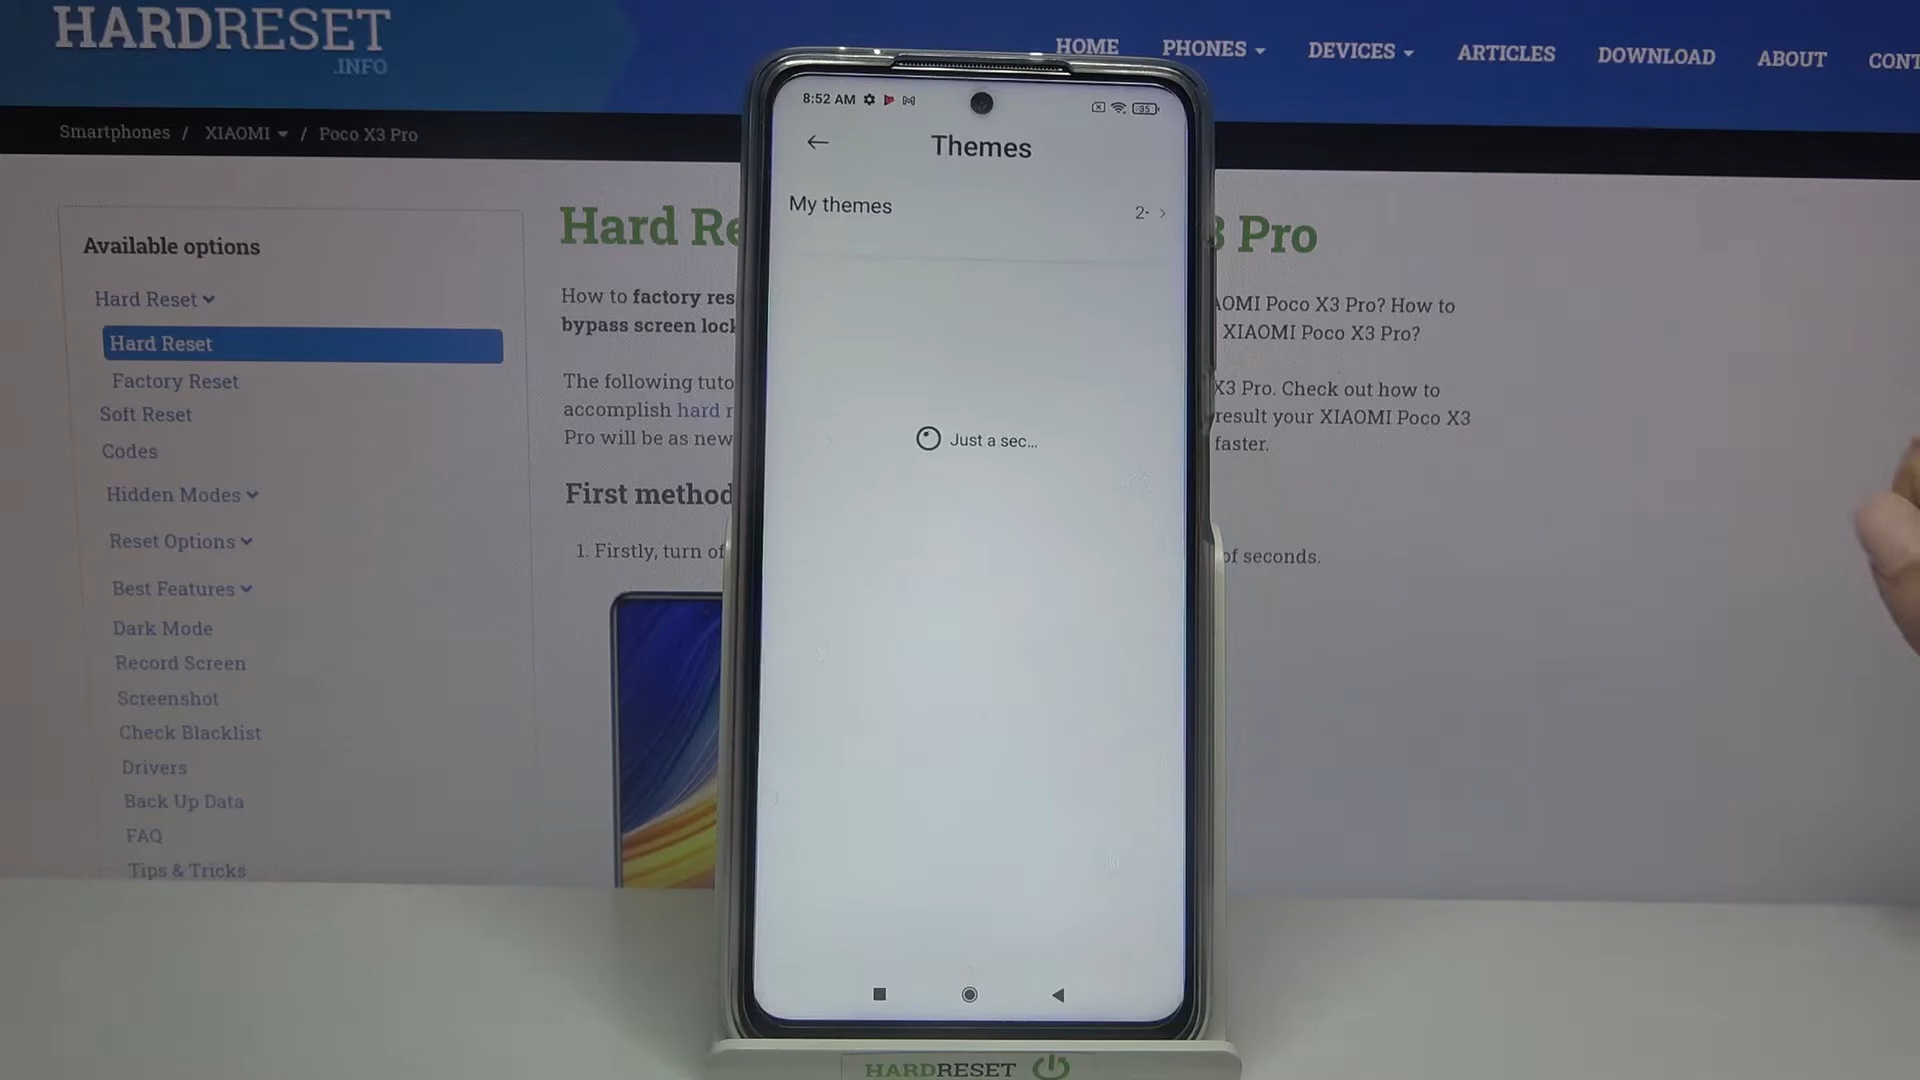 HARDRESET
.INFO
HOME PHONES DEVICES ARTICLES DOWNLOAD ABOUT CONT
Smartphones / XIAOMI / Poco X3 Pro
8:52 AM
35
Themes
My themes
2
Just a sec...
Available options
Hard Reset
Hard Reset
Factory Reset
Soft Reset
Codes
Hidden Modes
Reset Options
Best Features
Dark Mode
Record Screen
Screenshot
Check Blacklist
Drivers
Back Up Data
FAQ
Tips & Tricks
Hard Re 3 Pro
How to factory res AOMI Poco X3 Pro? How to
bypass screen lock XIAOMI Poco X3 Pro?
The following tuto X3 Pro. Check out how to
accomplish hard r result your XIAOMI Poco X3
Pro will be as new faster.
First method
1. Firstly, turn of of seconds.
HARDRESET